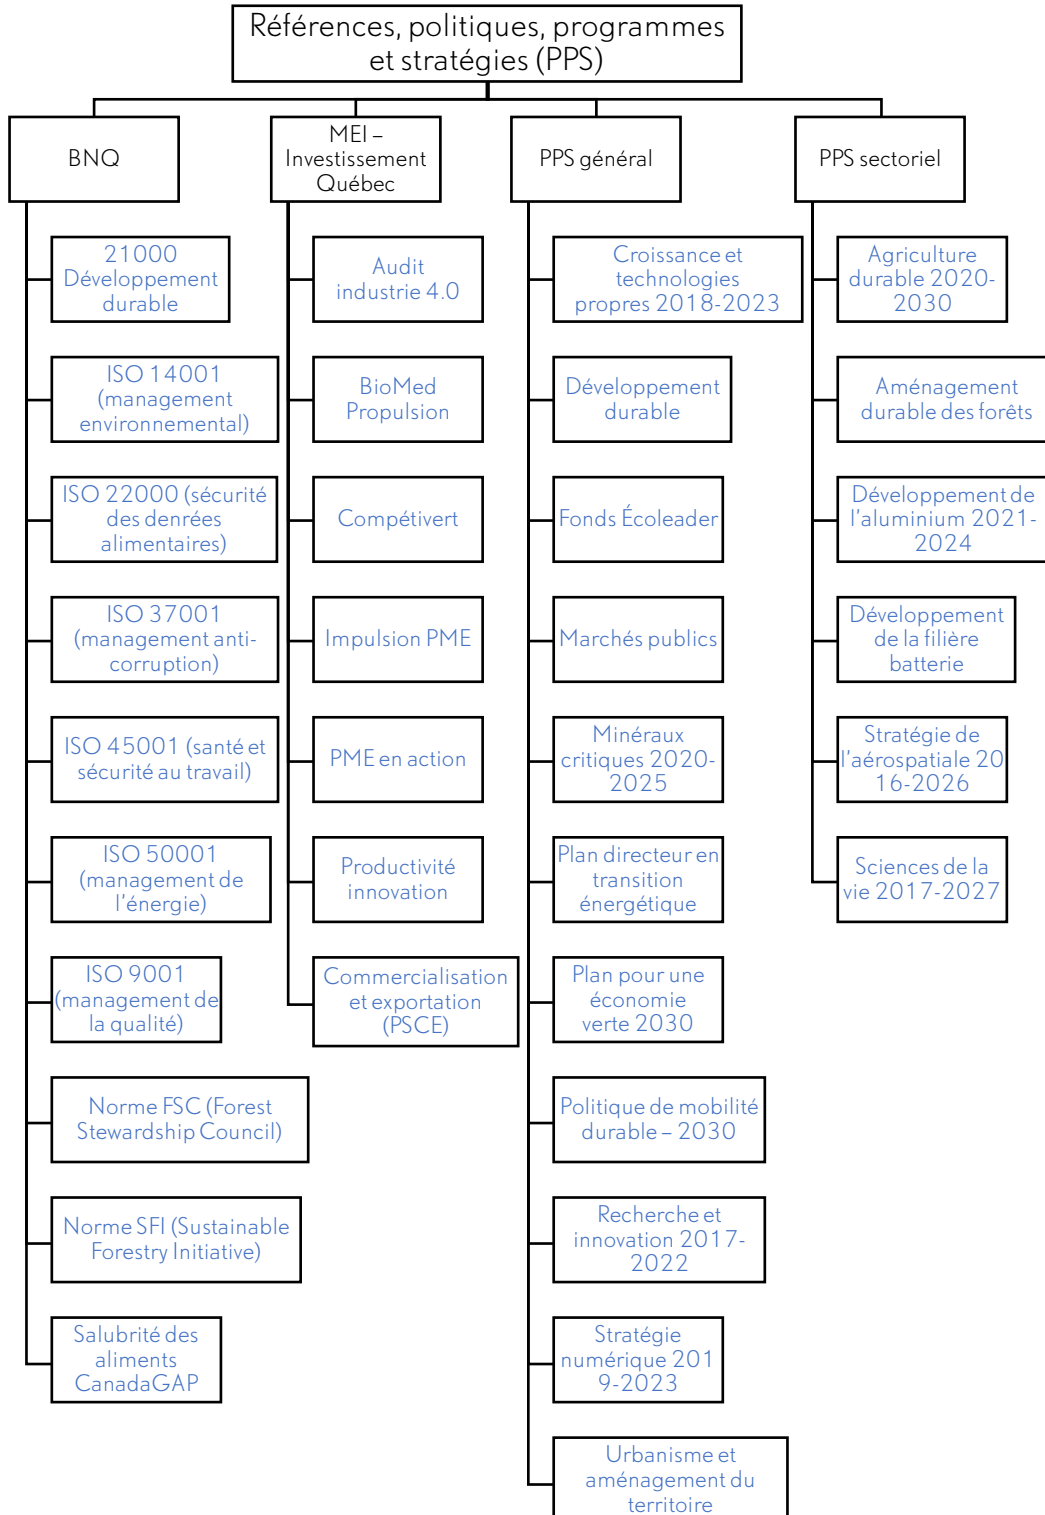 Références, politiques, programmes
et stratégies (PPS)
BNQ
21000
Développement
durable
ISO 14001
(management
environnemental)
ISO 22000 (sécurité
des denrées
alimentaires)
ISO 37001
(management anti-
corruption)
ISO 45001 (santé et
sécurité au travail)
ISO 50001
(management de
l'énergie)
ISO 9001
(management de
la qualité)
Norme FSC (Forest
Stewardship Council)
Norme SFI (Sustainable
Forestry Initiative)
Salubrité des
aliments
CanadaGAP
MEI –
Investissement
Québec
Audit
industrie 4.0
BioMed
Propulsion
Compétivert
Impulsion PME
PME en action
Productivité
innovation
Commercialisation
et exportation
(PSCE)
PPS général
Croissance et
technologies
propres 2018-2023
Développement
durable
Fonds Écoleader
Marchés publics
Minéraux
critiques 2020-
2025
Plan directeur en
transition
énergétique
Plan pour une
économie
verte 2030
Politique de mobilité
durable – 2030
Recherche et
innovation 2017-
2022
Stratégie
numérique 201
9-2023
Urbanisme et
aménagement du
territoire
PPS sectoriel
Agriculture
durable 2020-
2030
Aménagement
durable des forêts
Développement de
l'aluminium 2021-
2024
Développement
de la filière
batterie
Stratégie de
l'aérospatiale 20
16-2026
Sciences de la
vie 2017-2027